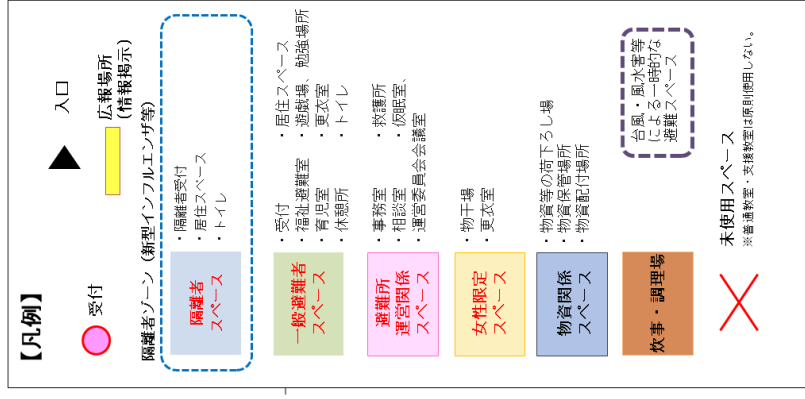 【凡例】
受付
入口
広報場所
(情報掲示)
隔離者ゾーン(新型インフルエンザ等)
隔離者
スペース
・隔離者受付
・居住スペース
・トイレ
一般避難者
スペース
・受付 ・居住スペース
・福祉避難室 ・遊戯場、勉強場所
・育児室 ・更衣室
・休憩所 ・トイレ
避難所
運営関係
スペース
・事務室 ・救護所
・相談室 ・仮眠室、
・運営委員会会議室
女性限定
スペース
・物干場
・更衣室
物資関係
スペース
・物資等の荷下ろし場
・物資保管場所
・物資配付場所
炊事・調理場
台風・風水害等
による一時的な
避難スペース
未使用スペース
※普通教室・支援教室は原則使用しない。